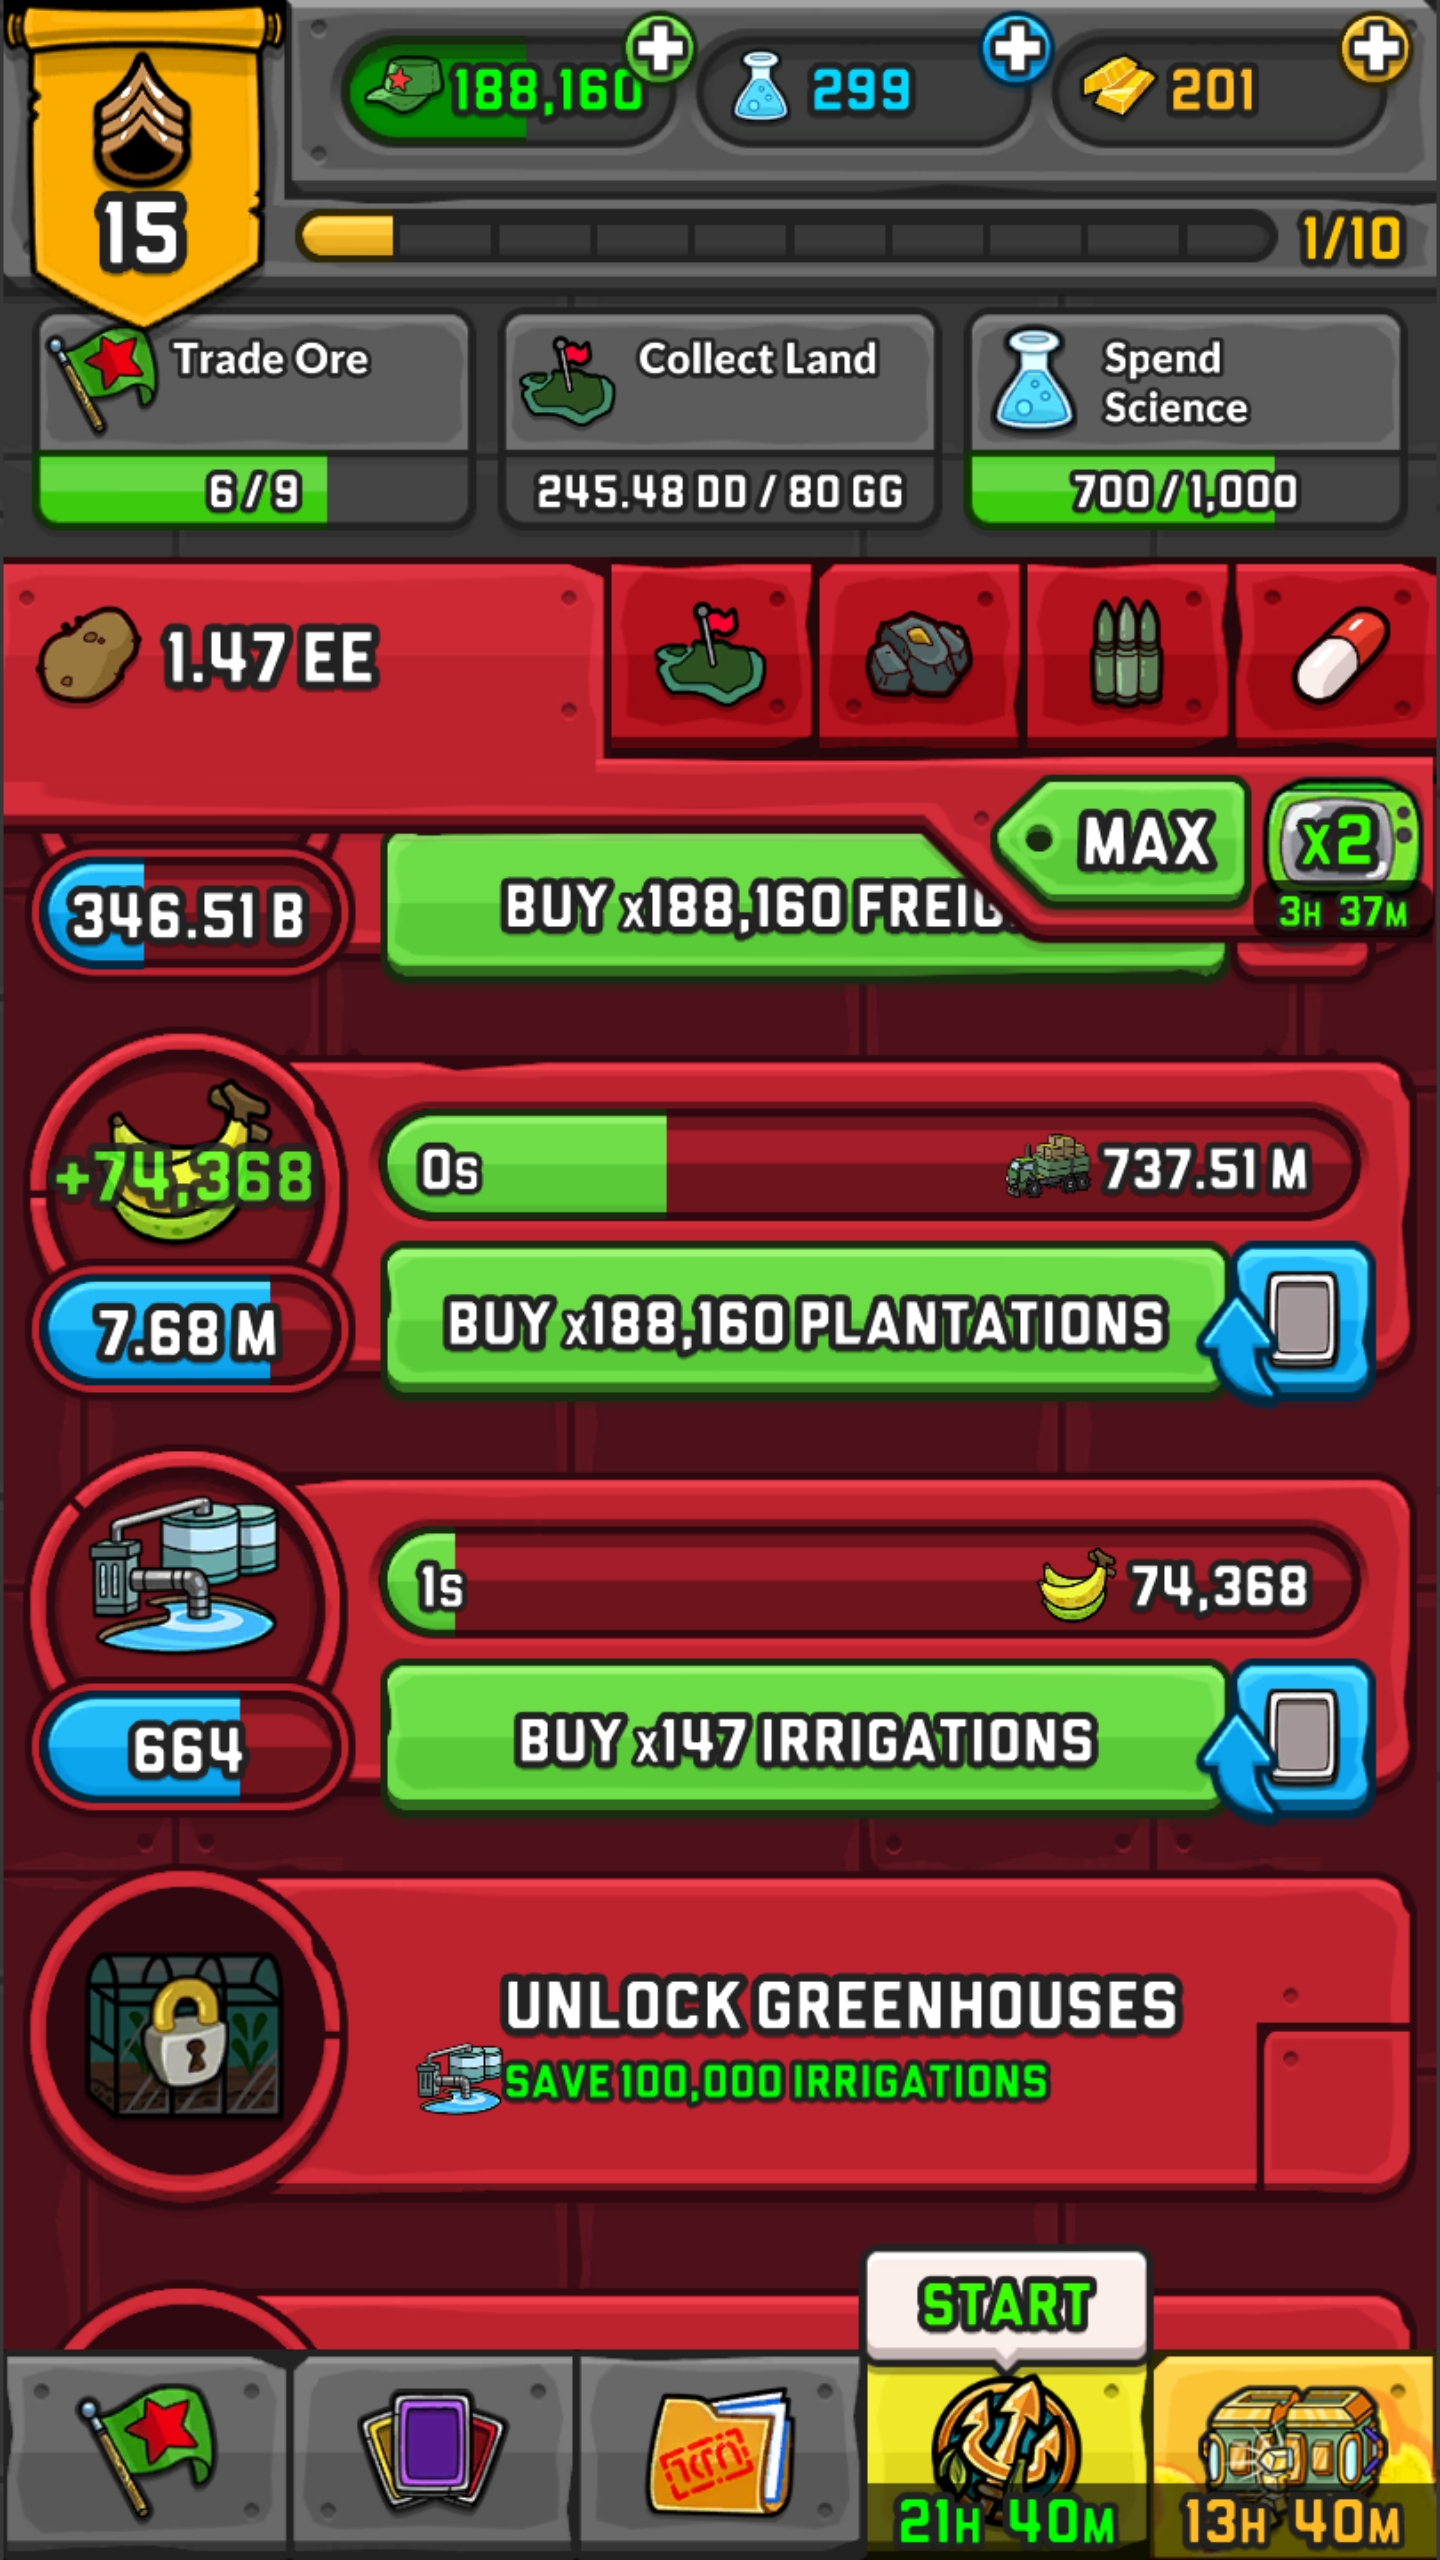 15
188,160
299
201
1/10
Trade Ore
6/9
Collect Land
245.48 DD / 80 GG
Spend
Science
700/1,000
1.47 EE
MAX
x2
3H 37M
346.51 B
BUY x188,160
+74,368
0s
737.51 M
7.68 M
BUY x188,160 PLANTATIONS
1s
74,368
664
BUY x147 IRRIGATIONS
UNLOCK GREENHOUSES
SAVE 100,000 IRRIGATIONS
START
21H 40M
13H 40M